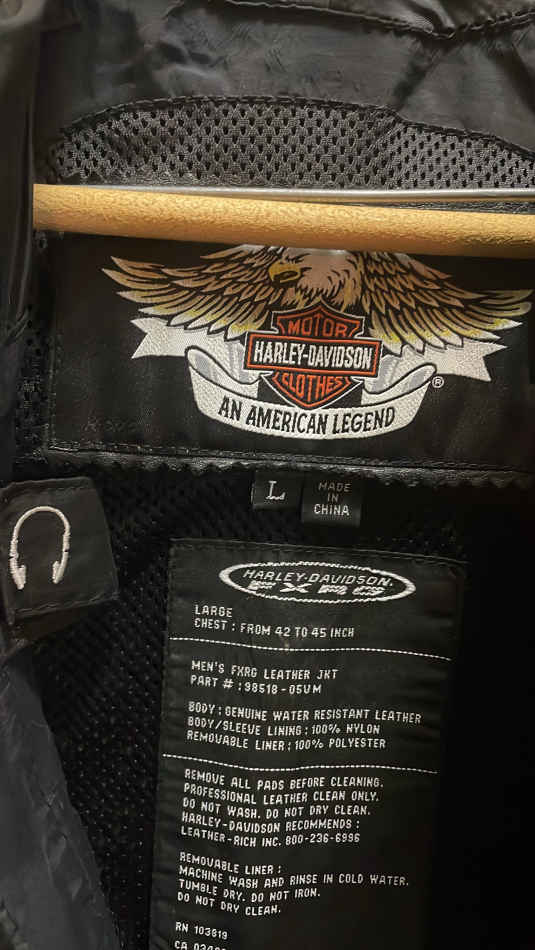 MOTOR
HARLEY-DAVIDSON
CLOTHES
®
AN AMERICAN LEGEND
L
MADE
IN
CHINA
HARLEY-DAVIDSON
FXRG
LARGE
CHEST : FROM 42 TO 45 INCH
MEN'S FXRG LEATHER JKT
PART # : 98518-05VM
BODY : GENUINE WATER RESISTANT LEATHER
BODY/SLEEVE LINING : 100% NYLON
REMOVABLE LINER : 100% POLYESTER
REMOVE ALL PADS BEFORE CLEANING.
PROFESSIONAL LEATHER CLEAN ONLY.
DO NOT WASH. DO NOT DRY CLEAN.
HARLEY-DAVIDSON RECOMMENDS :
LEATHER-RICH INC. 800-236-6996
REMOVABLE LINER :
MACHINE WASH AND RINSE IN COLD WATER.
TUMBLE DRY. DO NOT IRON.
DO NOT DRY CLEAN.
RN 103819
CA